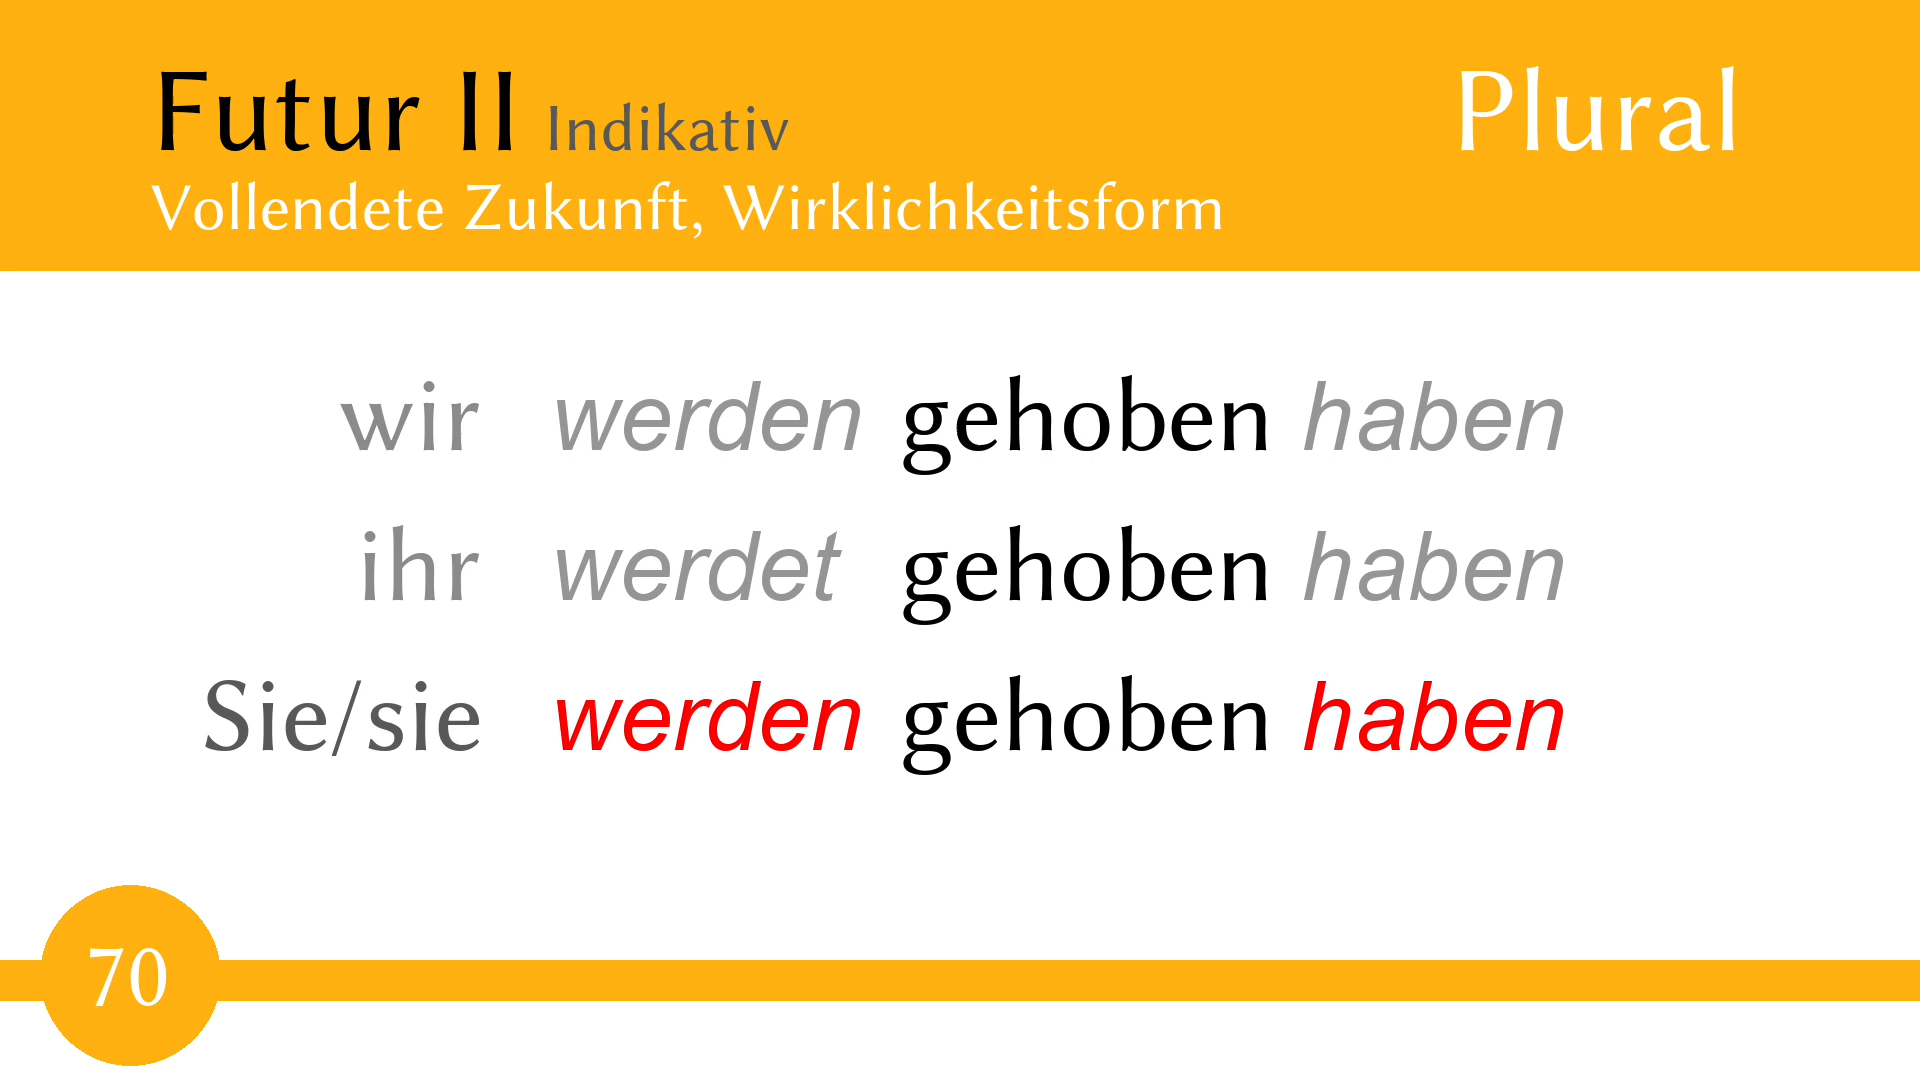 Futur II Indikativ Plural
Vollendete Zukunft, Wirklichkeitsform
wir werden gehoben haben
ihr werdet gehoben haben
Sie/sie werden gehoben haben
70